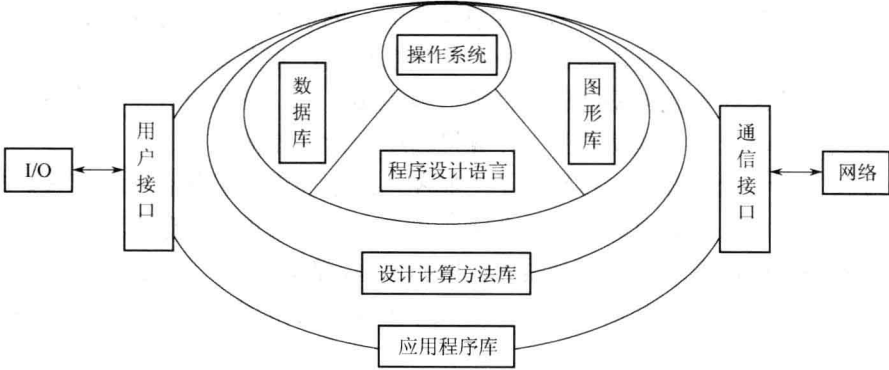 操作系统
数据库
图形库
用户接口
通信接口
I/O
程序设计语言
网络
设计计算方法库
应用程序库